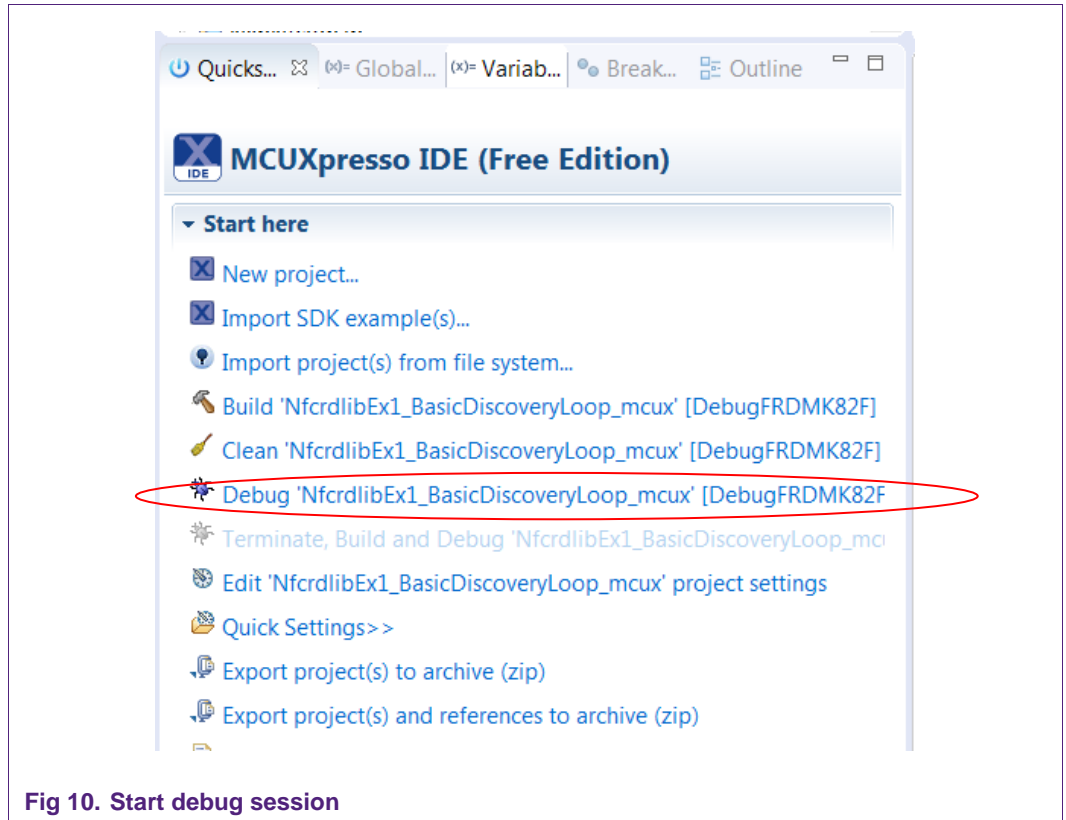 Quicks... (x)= Global... (x)= Variab... Break... Outline
IDE
MCUXpresso IDE (Free Edition)
Start here
New project...
Import SDK example(s)...
Import project(s) from file system...
Build 'NfcrdlibEx1_BasicDiscoveryLoop_mcux' [DebugFRDMK82F]
Clean 'NfcrdlibEx1_BasicDiscoveryLoop_mcux' [DebugFRDMK82F]
Debug 'NfcrdlibEx1_BasicDiscoveryLoop_mcux' [DebugFRDMK82F
Terminate, Build and Debug 'NfcrdlibEx1_BasicDiscoveryLoop_mcu
Edit 'NfcrdlibEx1_BasicDiscoveryLoop_mcux' project settings
Quick Settings>>
Export project(s) to archive (zip)
Export project(s) and references to archive (zip)
Fig 10. Start debug session